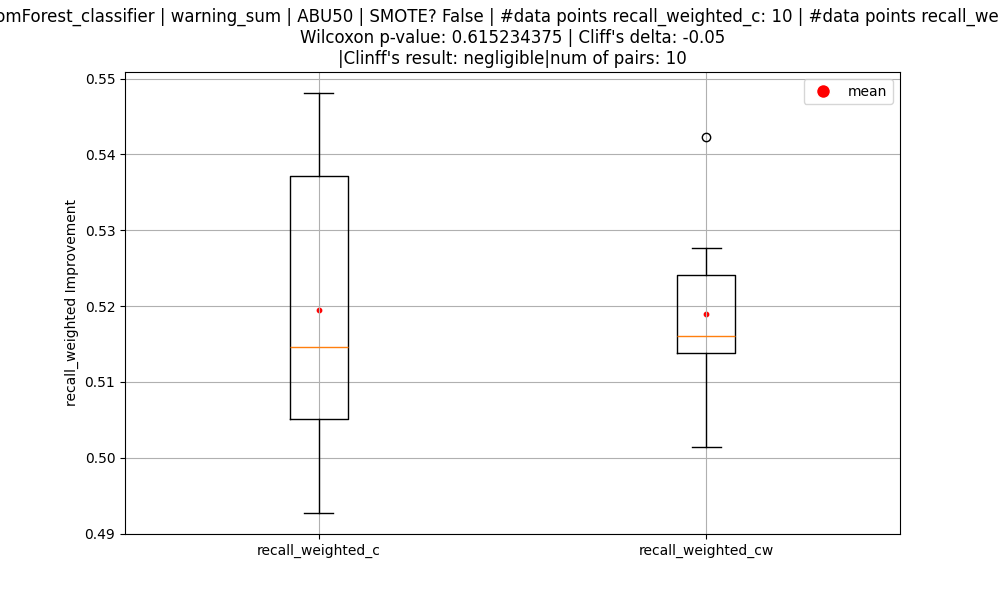 omForest_classifier | warning_sum | ABU50 | SMOTE? False | #data points recall_weighted_c: 10 | #data points recall_we
Wilcoxon p-value: 0.615234375 | Cliff's delta: -0.05
|Clinff's result: negligible|num of pairs: 10
mean
0.55
0.54
0.53
0.52
0.51
0.50
0.49
recall_weighted Improvement
recall_weighted_c
recall_weighted_cw